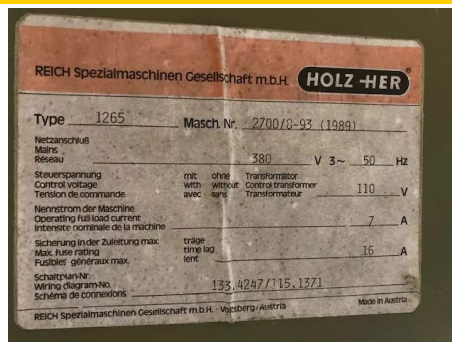 REICH Spezialmaschinen Gesellschaft m.b.H. HOLZ-HER®
Type 1265 Masch. Nr. 2700/8-93 (1989)
Netzanschluß
Mains
Réseau 380 V 3~ 50 Hz
Steuerspannung mit ohne Transformator
Control voltage with without Control transformer 110 V
Tension de commande avec sans Transformateur
Nennstrom der Maschine
Operating full load current 7 A
Intensite nominale de la machine
Sicherung in der Zuleitung max. träge
Max. fuse rating time lag 16 A
Fusibles généraux max. lent
Schaltplan-Nr.
Wiring diagram-No. 133.4247/115.1371
Schéma de connexions
REICH Spezialmaschinen Gesellschaft m.b.H. · Voitsberg/Austria Made in Austria